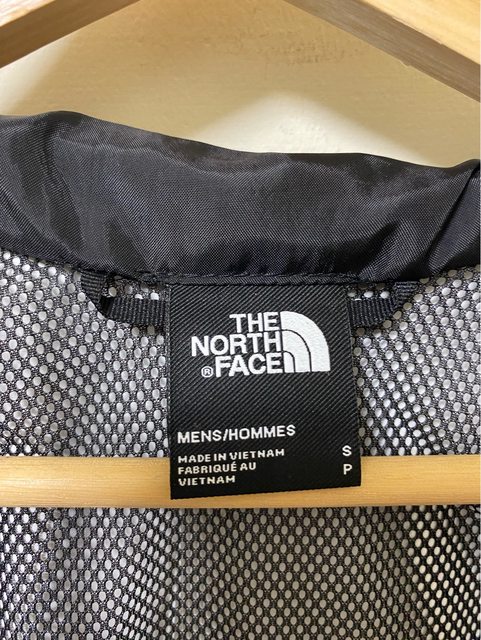 THE
NORTH
® FACE
MENS/HOMMES
MADE IN VIETNAM S
FABRIQUÉ AU P
VIETNAM